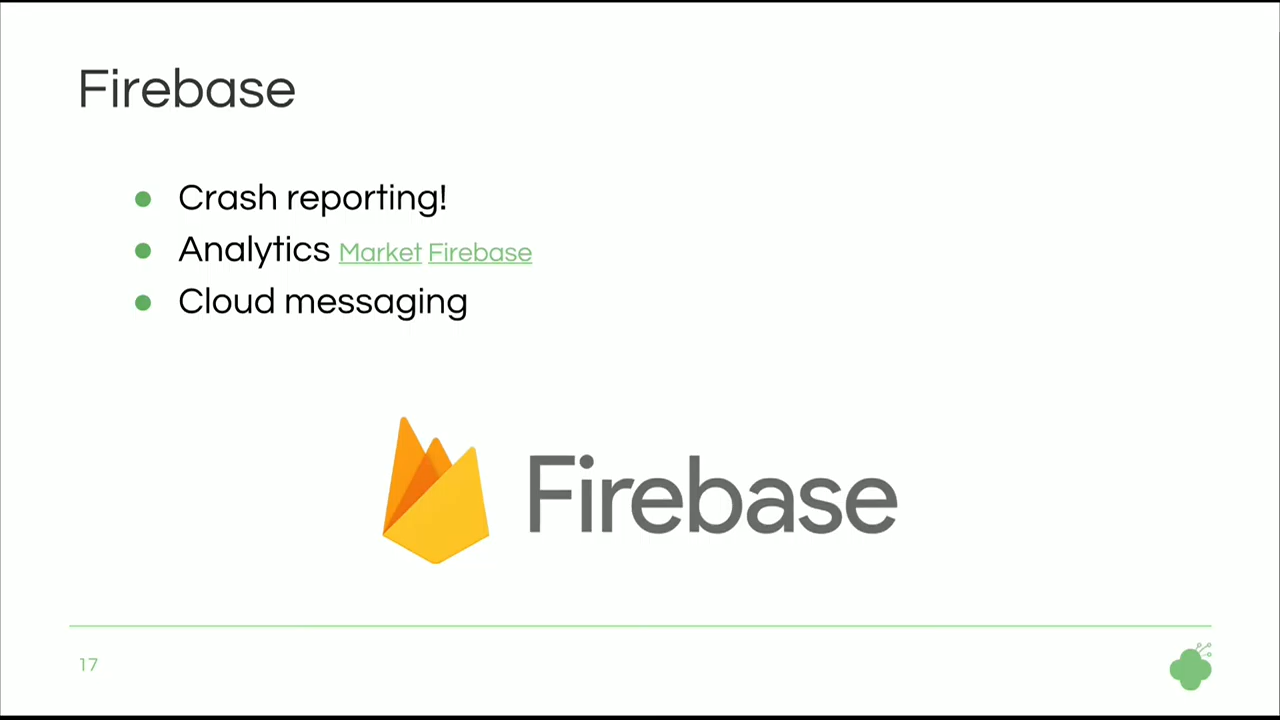 Firebase
Crash reporting!
Analytics Market Firebase
Cloud messaging
Firebase
17